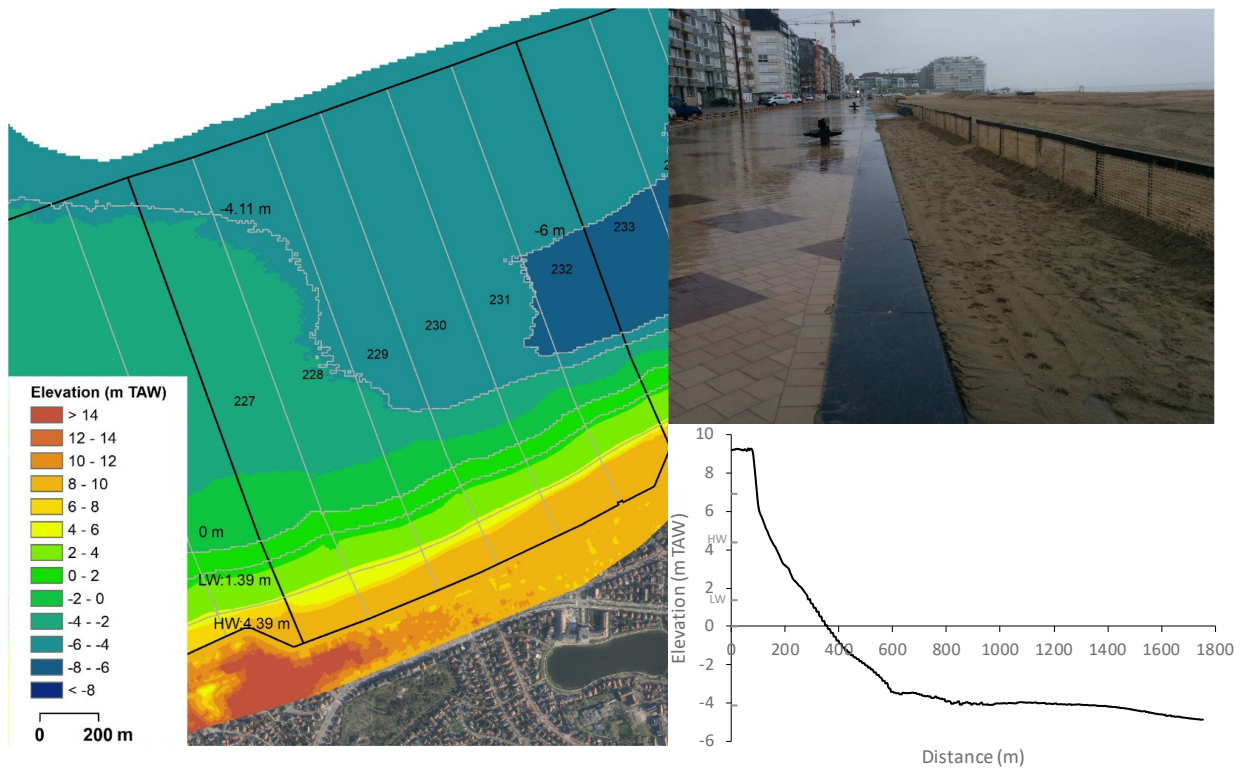 -4.11 m
-6 m
233
232
231
230
229
228
227
0 m
LW:1.39 m
HW:4.39 m
Elevation (m TAW)
> 14
12 - 14
10 - 12
8 - 10
6 - 8
4 - 6
2 - 4
0 - 2
-2 - 0
-4 - -2
-6 - -4
-8 - -6
< -8
0 200 m
Elevation (m TAW)
10
8
6
HW
4
2
LW
0
-2
-4
-6
0 200 400 600 800 1000 1200 1400 1600 1800
Distance (m)